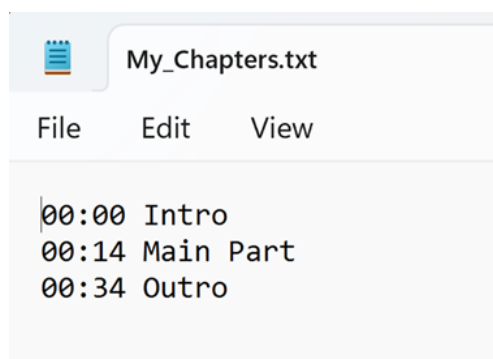 My_Chapters.txt
File Edit View
00:00 Intro
00:14 Main Part
00:34 Outro